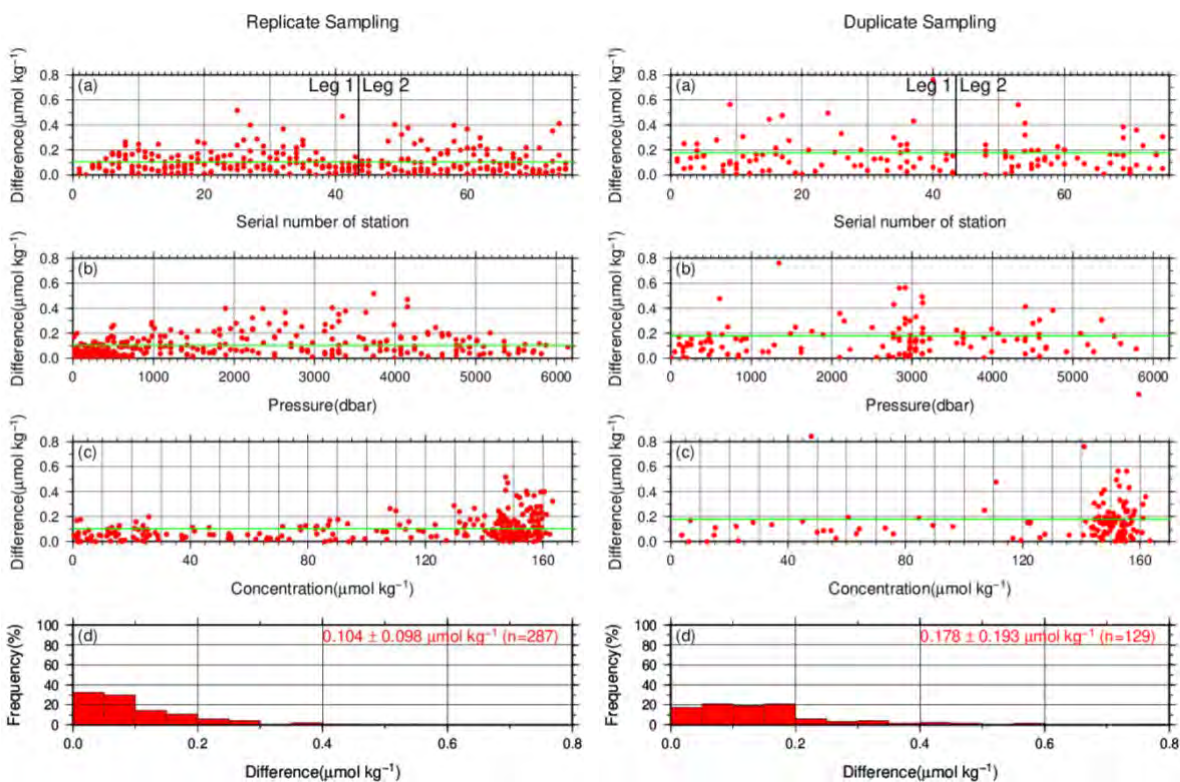 Replicate Sampling
Difference(μmol kg⁻¹)
0.8
0.6
0.4
0.2
0.0
(a)
Leg 1 Leg 2
0 20 40 60
Serial number of station
Difference(μmol kg⁻¹)
0.8
0.6
0.4
0.2
0.0
(b)
0 1000 2000 3000 4000 5000 6000
Pressure(dbar)
Difference(μmol kg⁻¹)
0.8
0.6
0.4
0.2
0.0
(c)
0 40 80 120 160
Concentration(μmol kg⁻¹)
Frequency(%)
100
80
60
40
20
0
(d)
0.104 ± 0.098 μmol kg⁻¹ (n=287)
0.0 0.2 0.4 0.6 0.8
Difference(μmol kg⁻¹)
Duplicate Sampling
Difference(μmol kg⁻¹)
0.8
0.6
0.4
0.2
0.0
(a)
Leg 1 Leg 2
0 20 40 60
Serial number of station
Difference(μmol kg⁻¹)
0.8
0.6
0.4
0.2
0.0
(b)
0 1000 2000 3000 4000 5000 6000
Pressure(dbar)
Difference(μmol kg⁻¹)
0.8
0.6
0.4
0.2
0.0
(c)
0 40 80 120 160
Concentration(μmol kg⁻¹)
Frequency(%)
100
80
60
40
20
0
(d)
0.178 ± 0.193 μmol kg⁻¹ (n=129)
0.0 0.2 0.4 0.6 0.8
Difference(μmol kg⁻¹)